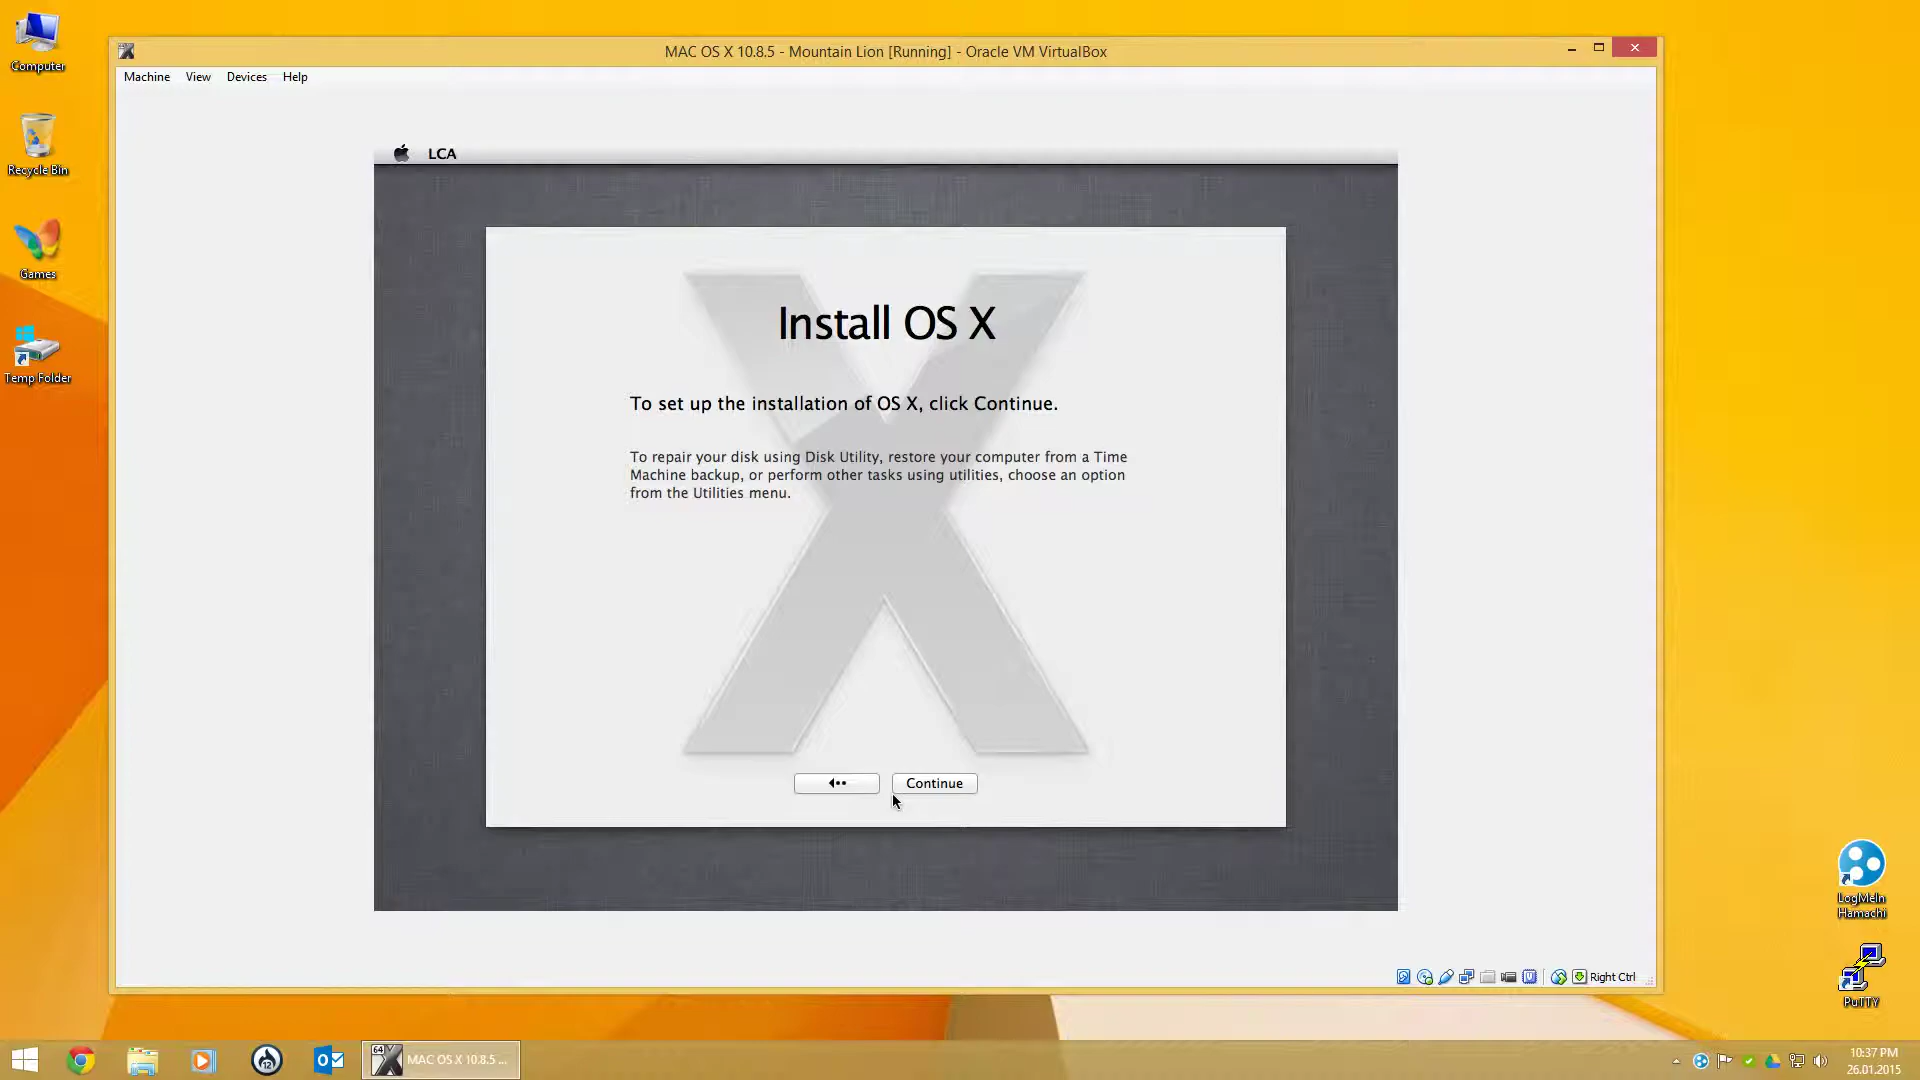 Computer
Recycle Bin
Games
Temp Folder
MAC OS X 10.8.5 - Mountain Lion [Running] - Oracle VM VirtualBox
Machine View Devices Help
LCA
Install OS X
To set up the installation of OS X, click Continue.
To repair your disk using Disk Utility, restore your computer from a Time
Machine backup, or perform other tasks using utilities, choose an option
from the Utilities menu.
Continue
Right Ctrl
LogMeIn
Hamachi
PuTTY
12
64
MAC OS X 10.8.5 ...
10:37 PM
26.01.2015